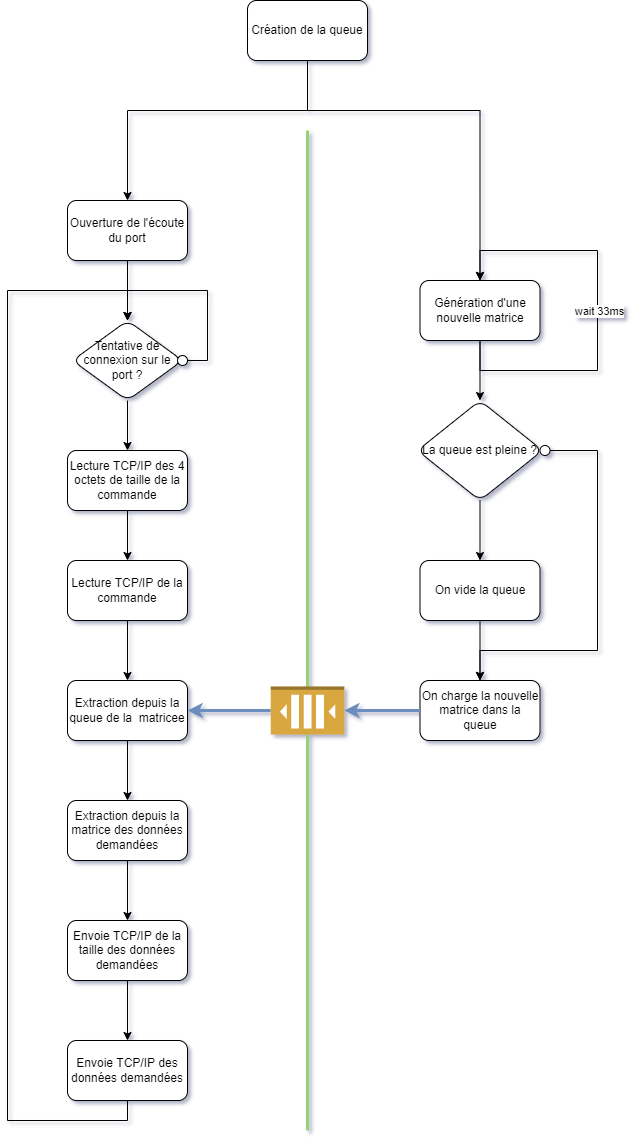 Création de la queue
Ouverture de l'écoute
du port
Tentative de
connexion sur le
port ?
Lecture TCP/IP des 4
octets de taille de la
commande
Lecture TCP/IP de la
commande
Extraction depuis la
queue de la matricee
Extraction depuis la
matrice des données
demandées
Envoie TCP/IP de la
taille des données
demandées
Envoie TCP/IP des
données demandées
Génération d'une
nouvelle matrice
wait 33ms
La queue est pleine ?
On vide la queue
On charge la nouvelle
matrice dans la
queue